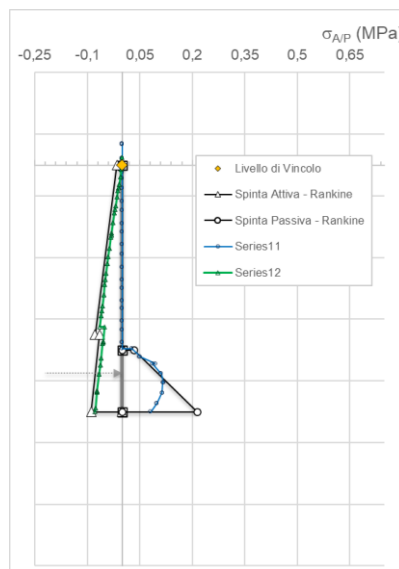 σA/P (MPa)
-0,25 -0,1 0,05 0,2 0,35 0,5 0,65
Livello di Vincolo
Spinta Attiva - Rankine
Spinta Passiva - Rankine
Series11
Series12